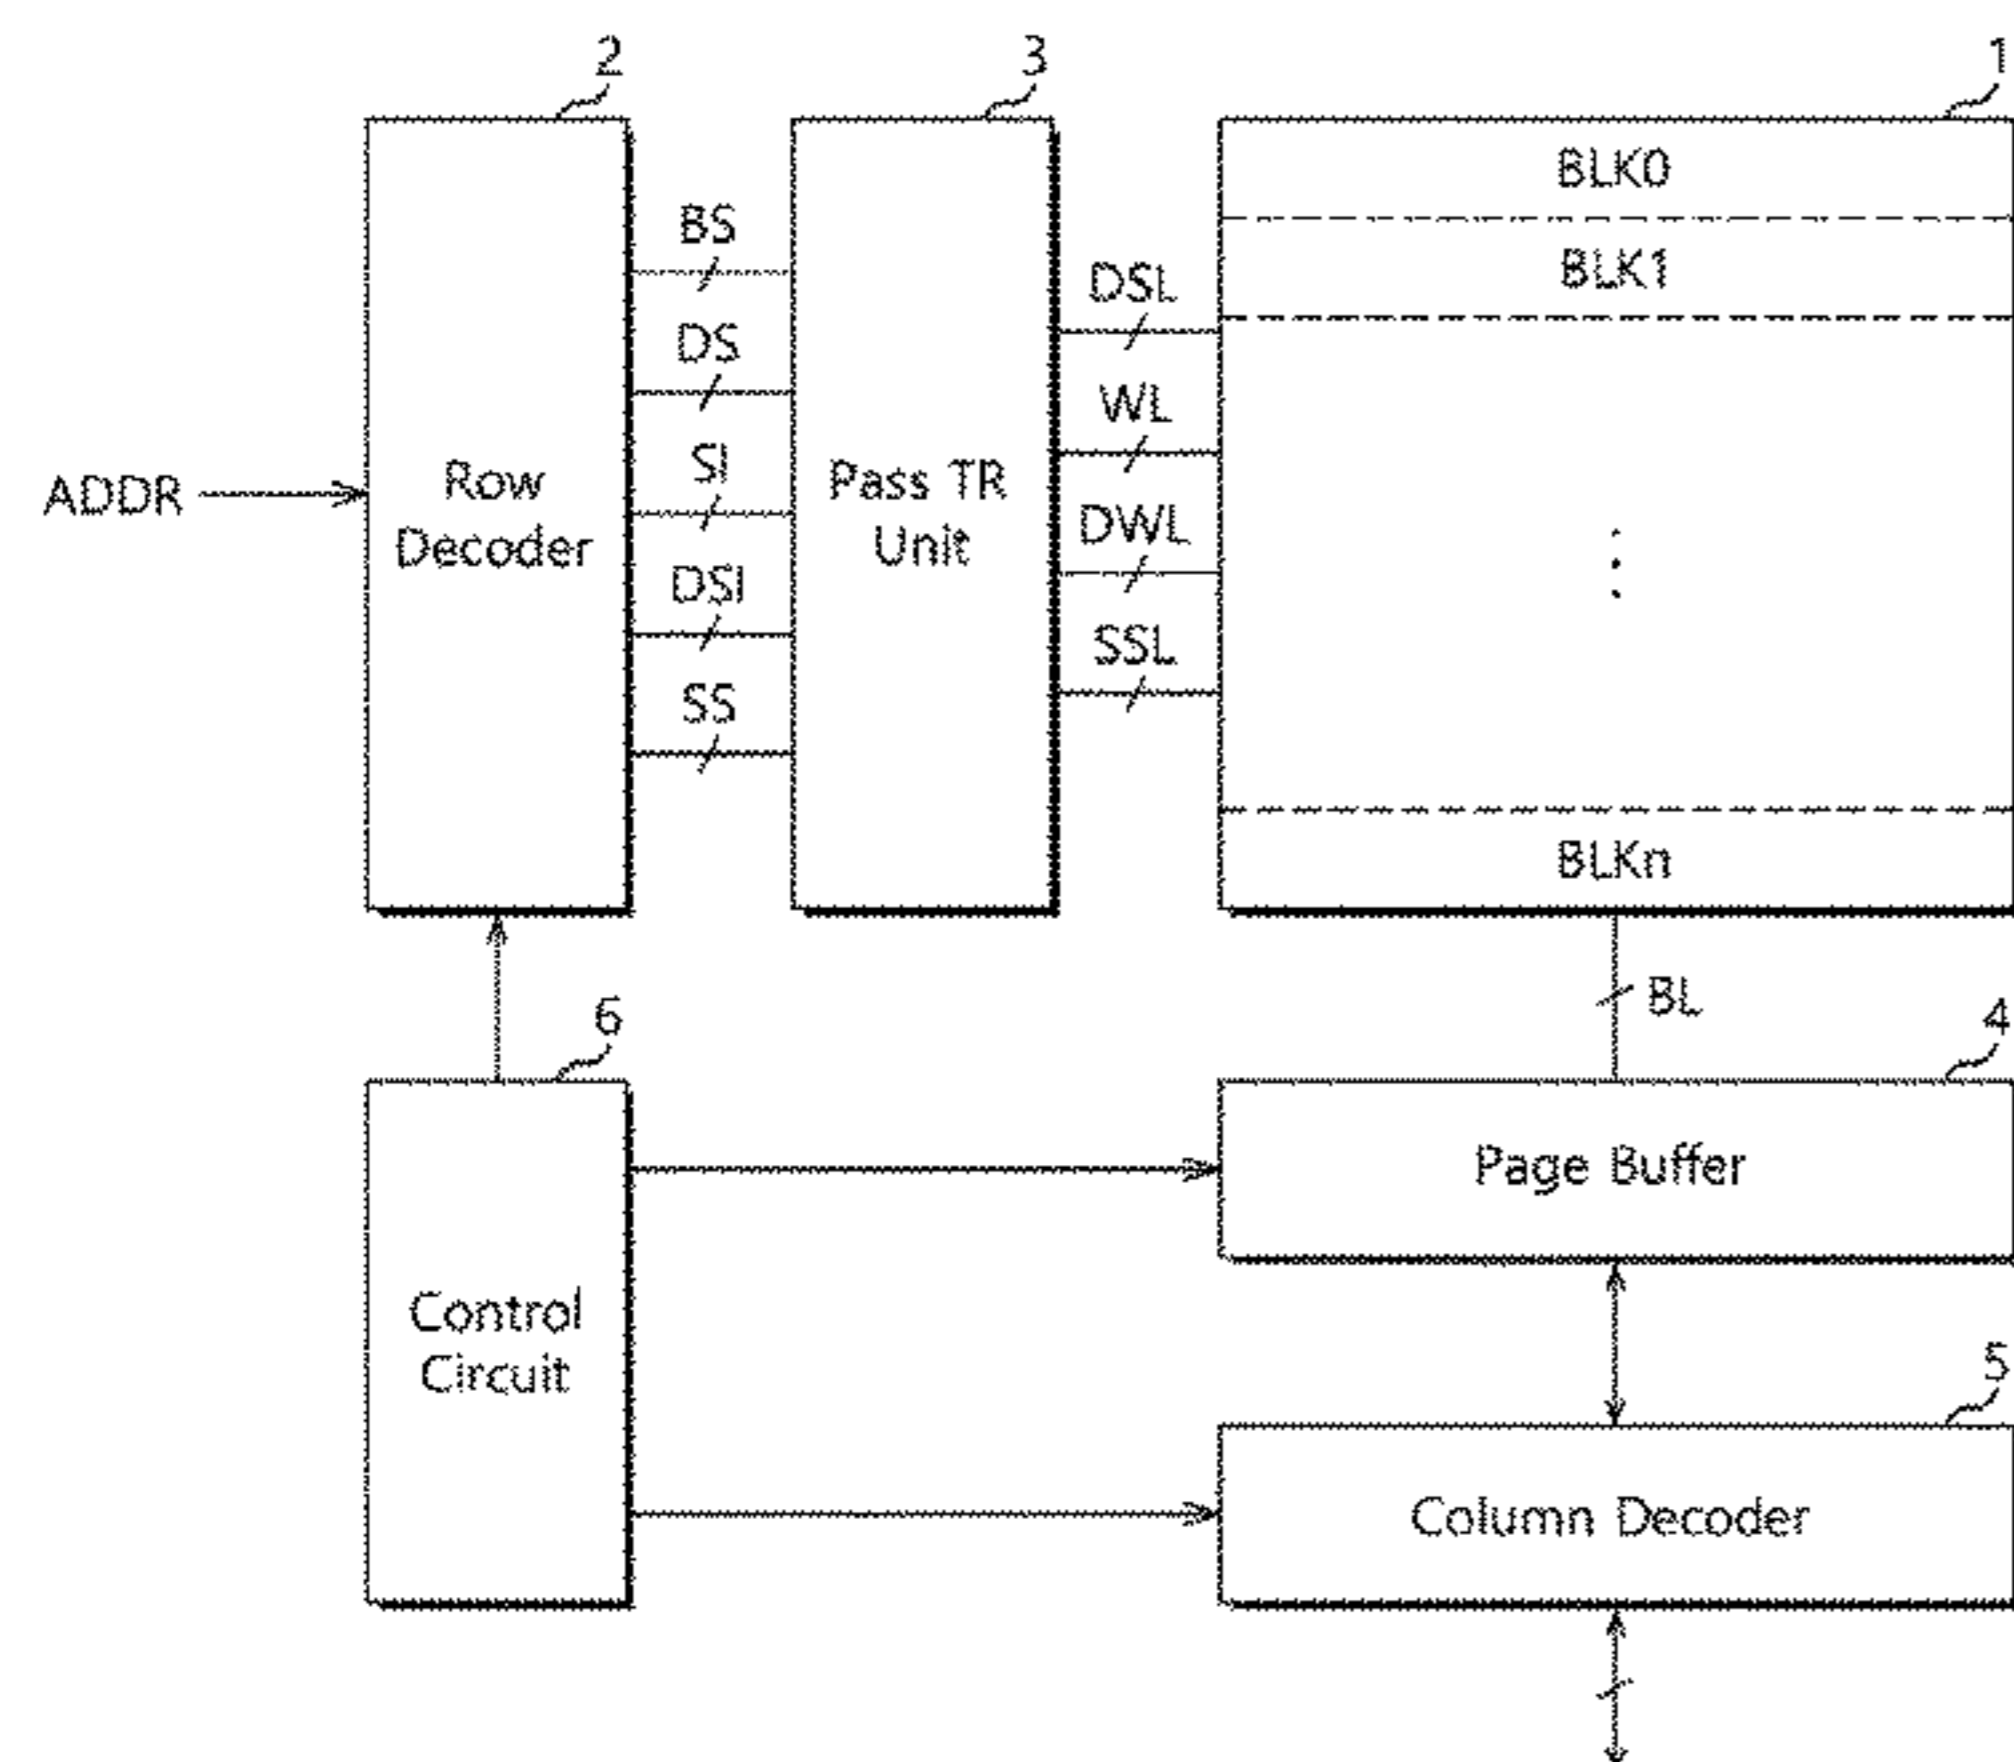 2
3
1
BLK0
BS
BLK1
DSL
DS
WL
SI
ADDR
Row
Decoder
Pass TR
Unit
DWL
DSI
SSL
SS
BLKn
BL
6
4
Page Buffer
Control
Circuit
5
Column Decoder